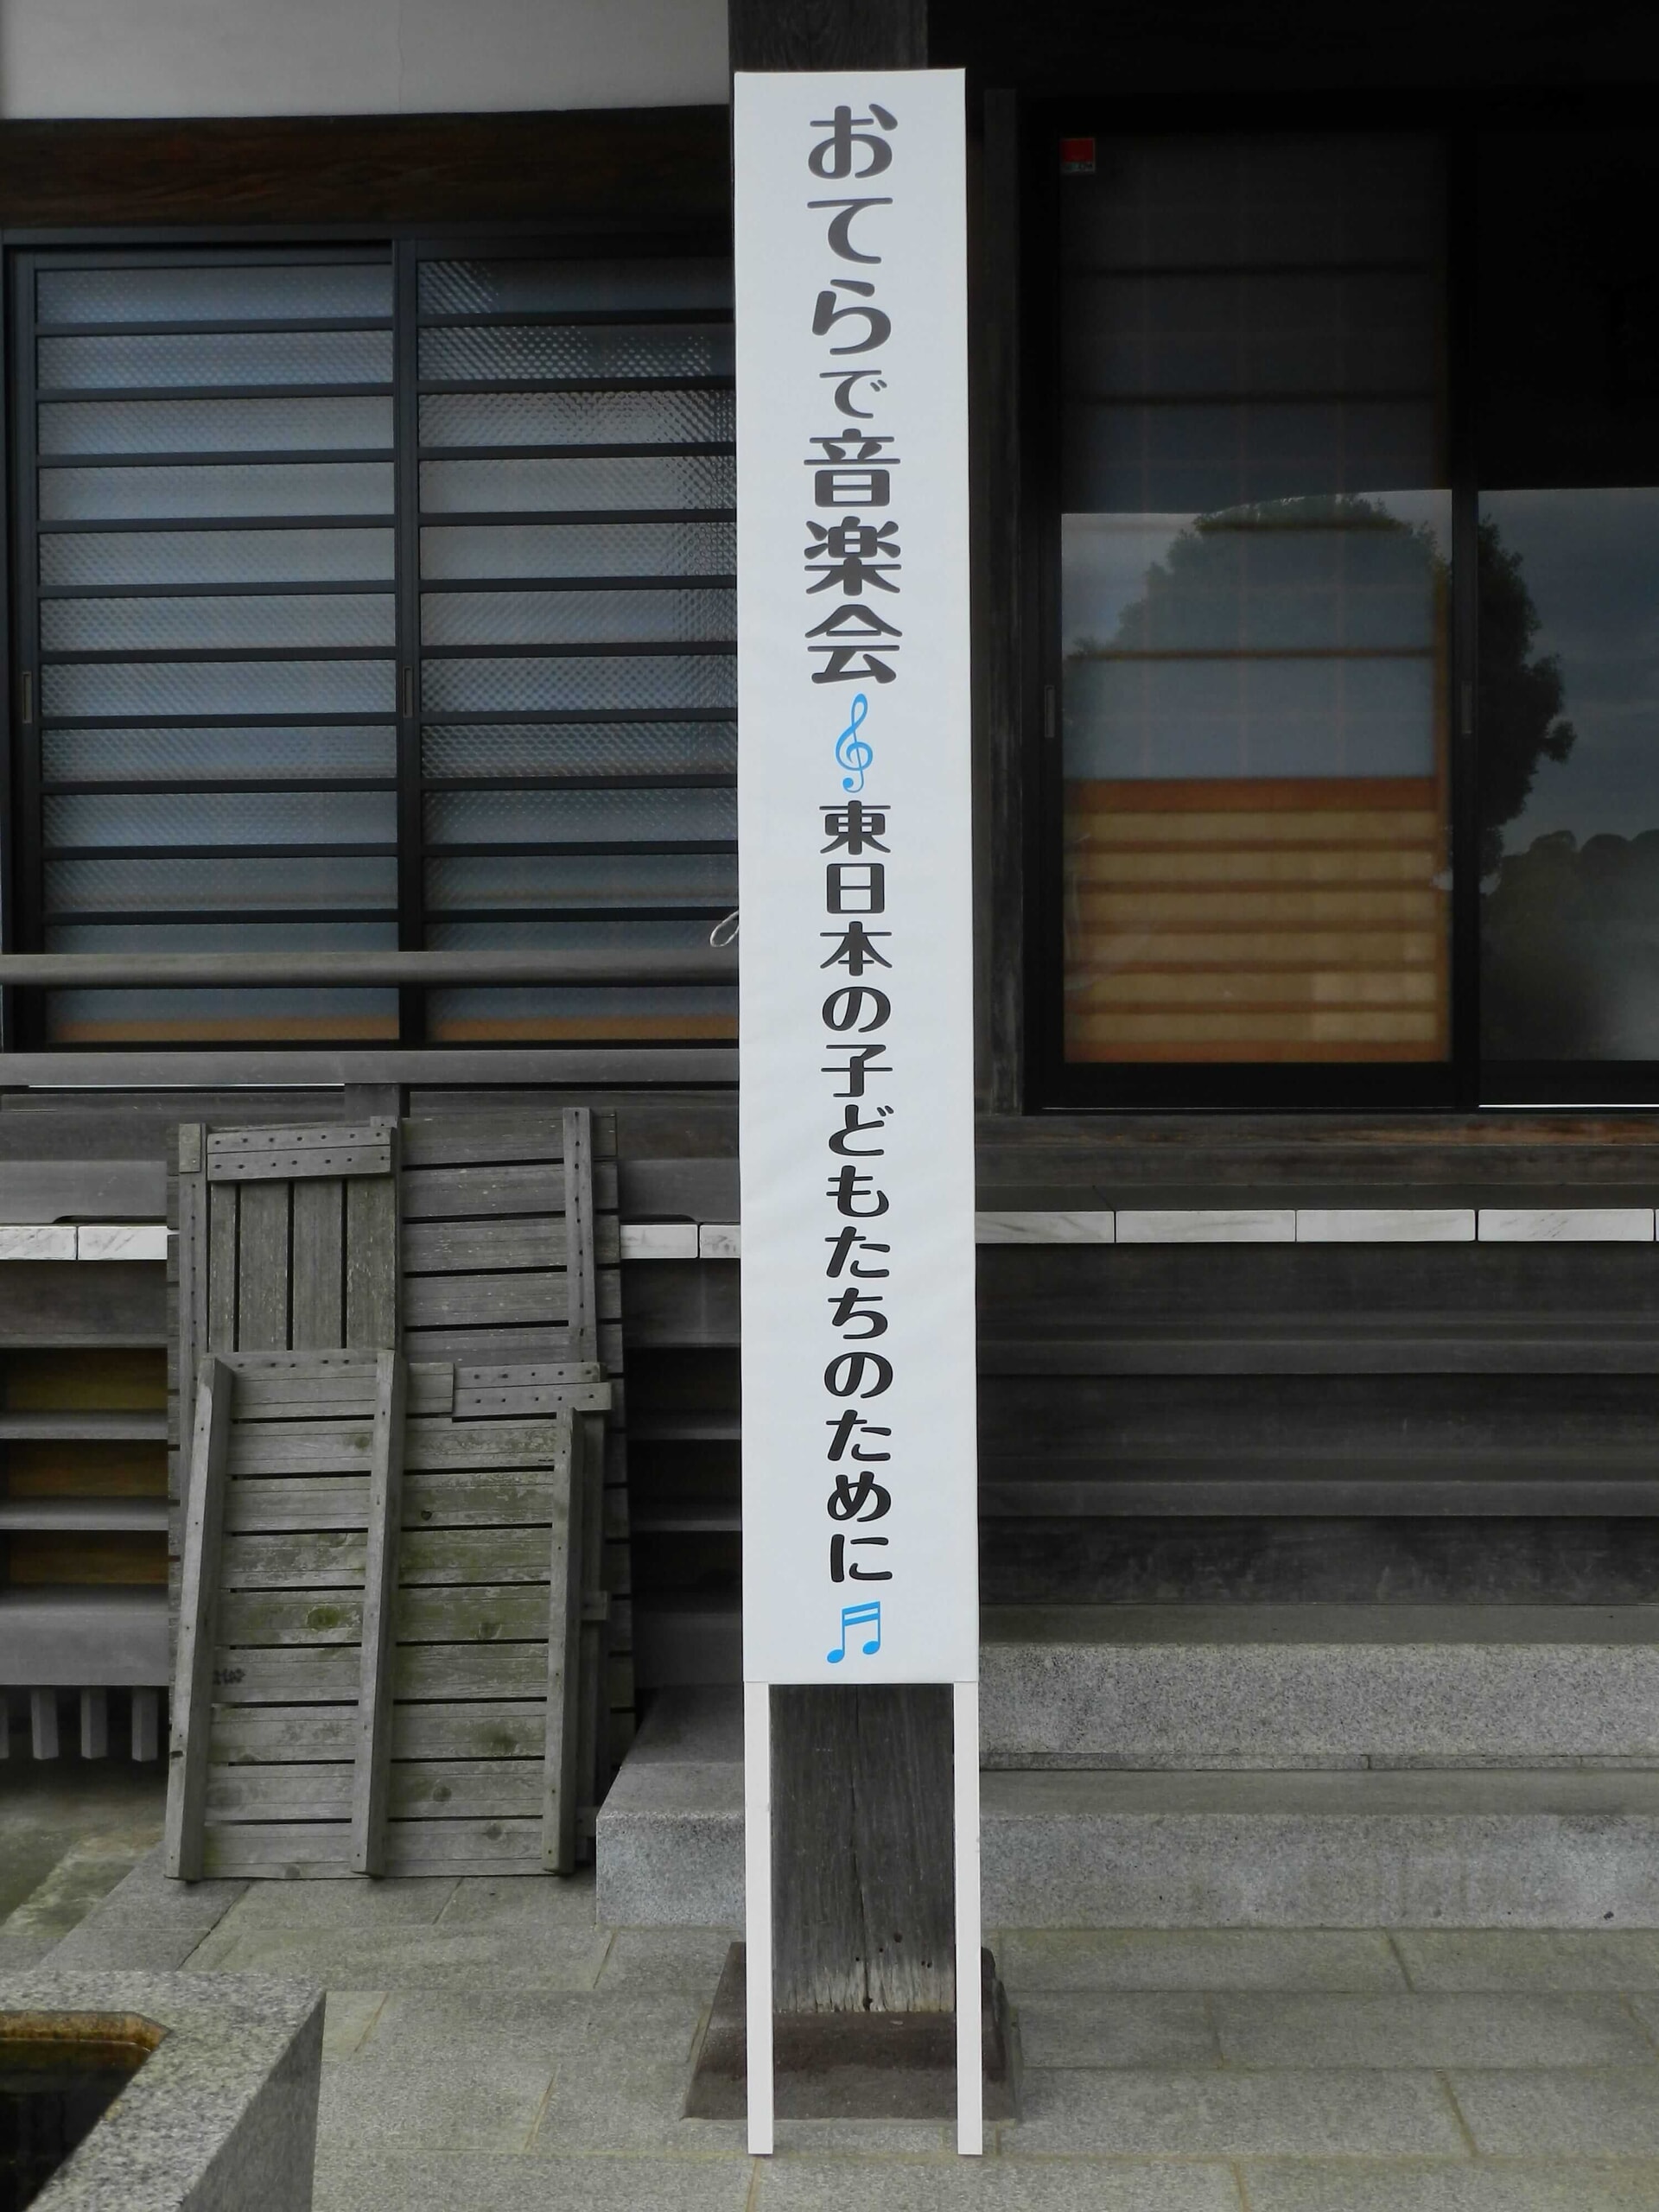 おてらで音楽会
東日本の子どもたちのために